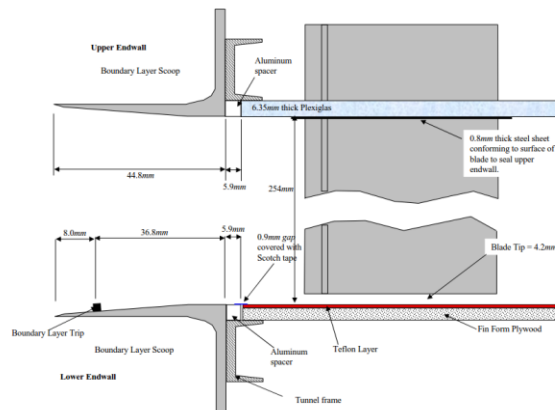 Upper Endwall
Boundary Layer Scoop
Aluminum
spacer
6.35mm thick Plexiglas
0.8mm thick steel sheet
conforming to surface of
blade to seal upper
endwall.
44.8mm
5.9mm
254mm
8.0mm
36.8mm
5.9mm
0.9mm gap
covered with
Scotch tape
Blade Tip = 4.2mm
Boundary Layer Trip
Boundary Layer Scoop
Aluminum
spacer
Teflon Layer
Fin Form Plywood
Lower Endwall
Tunnel frame